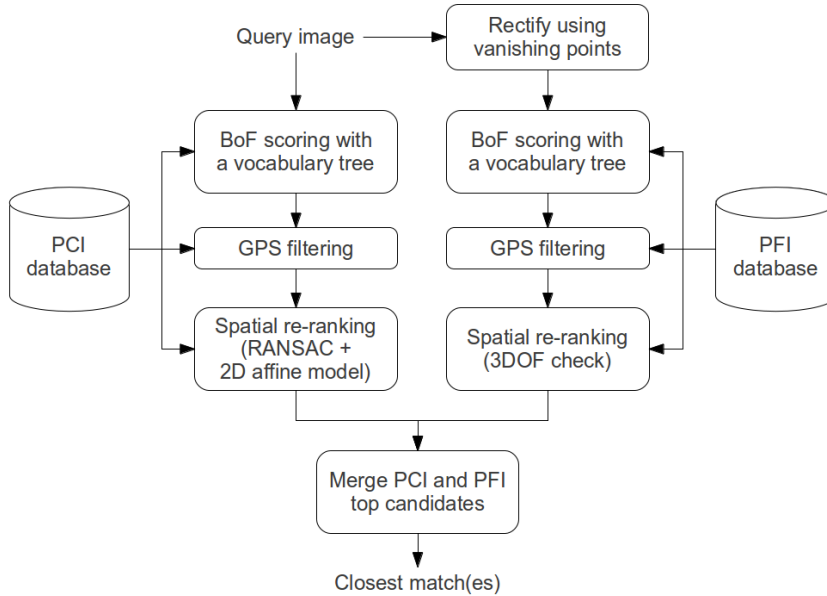 Query image
Rectify using
vanishing points
BoF scoring with
a vocabulary tree
BoF scoring with
a vocabulary tree
PCI
database
GPS filtering
GPS filtering
PFI
database
Spatial re-ranking
(RANSAC +
2D affine model)
Spatial re-ranking
(3DOF check)
Merge PCI and PFI
top candidates
Closest match(es)